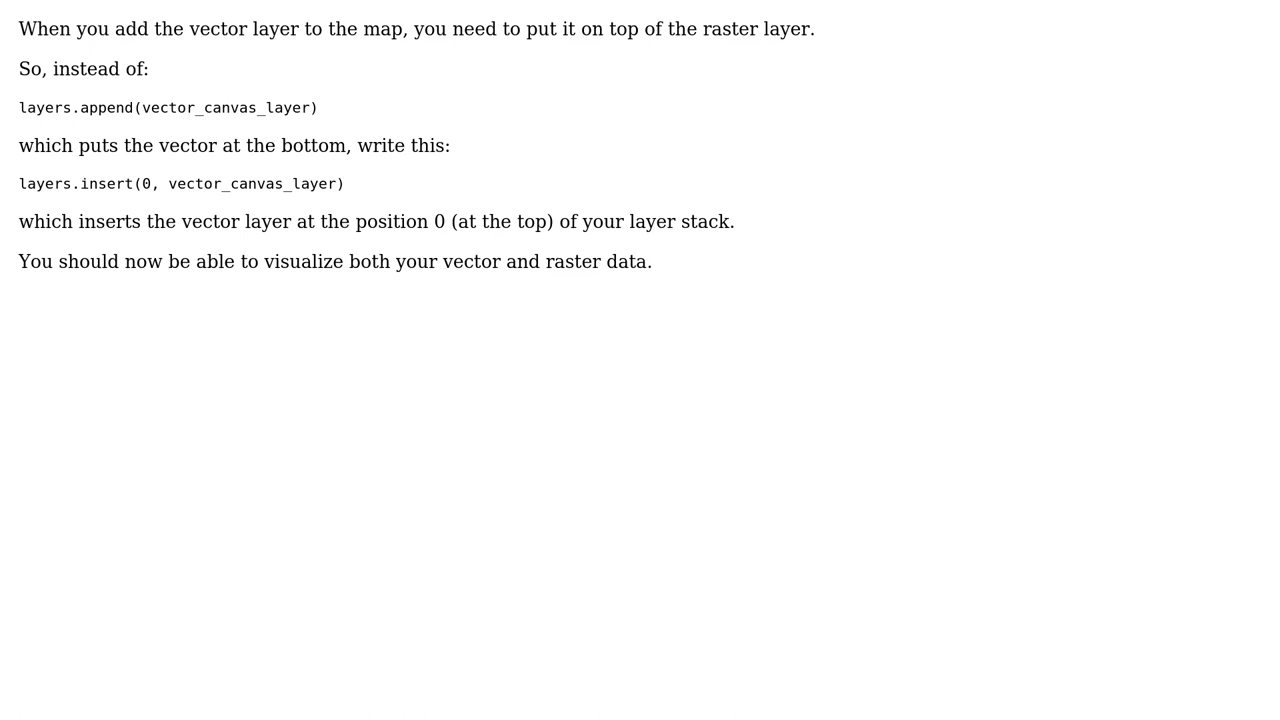 When you add the vector layer to the map, you need to put it on top of the raster layer.
So, instead of:
layers.append(vector_canvas_layer)
which puts the vector at the bottom, write this:
layers.insert(0, vector_canvas_layer)
which inserts the vector layer at the position 0 (at the top) of your layer stack.
You should now be able to visualize both your vector and raster data.